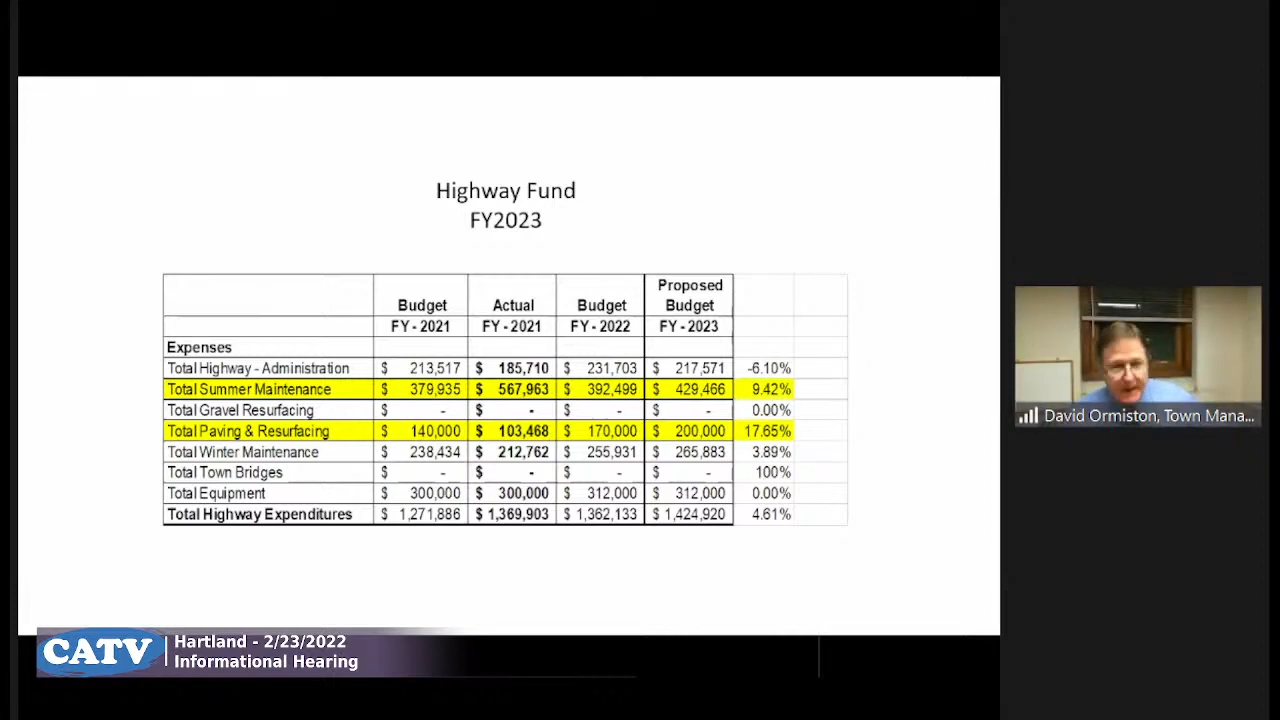 Highway Fund
FY2023
Budget Actual Budget Proposed Budget
FY - 2021 FY - 2021 FY - 2022 FY - 2023
Expenses
Total Highway - Administration $ 213,517 $ 185,710 $ 231,703 $ 217,571 -6.10%
Total Summer Maintenance $ 379,935 $ 567,963 $ 392,499 $ 429,466 9.42%
Total Gravel Resurfacing $ - $ - $ - $ - 0.00%
Total Paving & Resurfacing $ 140,000 $ 103,468 $ 170,000 $ 200,000 17.65%
Total Winter Maintenance $ 238,434 $ 212,762 $ 255,931 $ 265,883 3.89%
Total Town Bridges $ - $ - $ - $ - 100%
Total Equipment $ 300,000 $ 300,000 $ 312,000 $ 312,000 0.00%
Total Highway Expenditures $ 1,271,886 $ 1,369,903 $ 1,362,133 $ 1,424,920 4.61%
David Ormiston, Town Mana...
CATV
Hartland - 2/23/2022
Informational Hearing